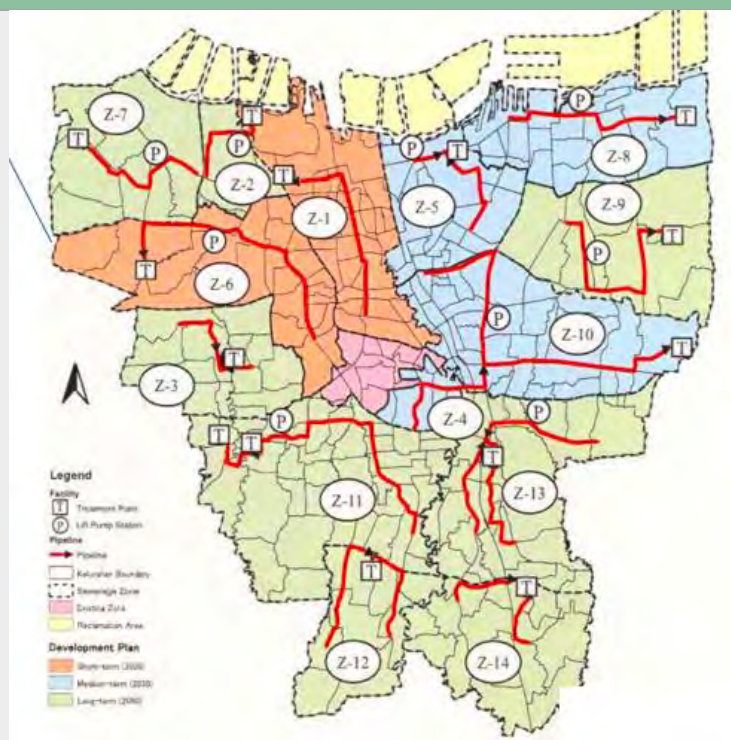 Z-7
T
T
P
P
Z-2
T
Z-1
P
T
Z-8
P
T
Z-5
Z-9
T
P
P
Z-6
T
Z-10
P
T
Z-3
T
Z-4
P
P
T
T
T
Z-11
Z-13
T
T
Z-12
Z-14
Legend
Facility
T Treatment Plant
P Lift Pump Station
Pipeline
Pipeline
Kelurahan Boundary
Sewerage Zone
Existing Zone
Reclamation Area
Development Plan
Short-term (2020)
Medium-term (2030)
Long-term (2050)